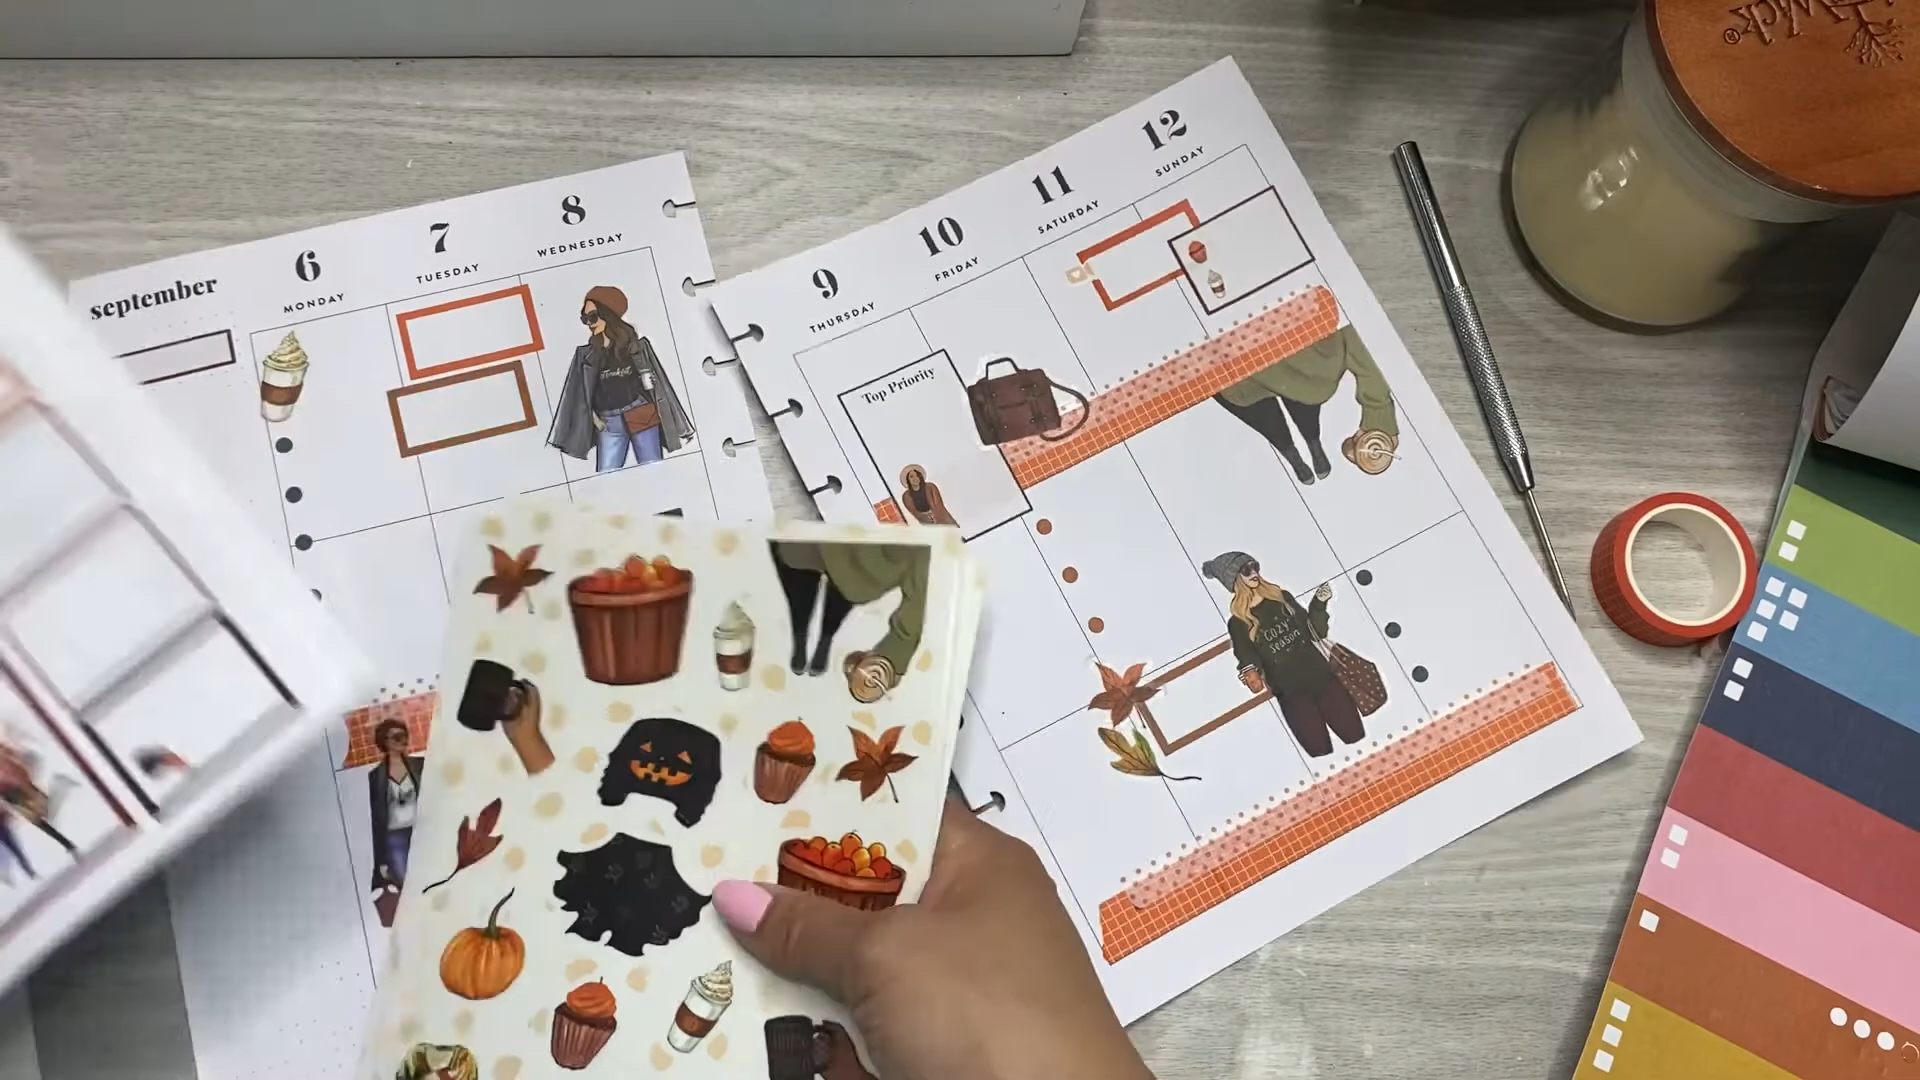 september
6
MONDAY
7
TUESDAY
8
WEDNESDAY
9
THURSDAY
10
FRIDAY
11
SATURDAY
12
SUNDAY
Top Priority
COZY
Season
Wick